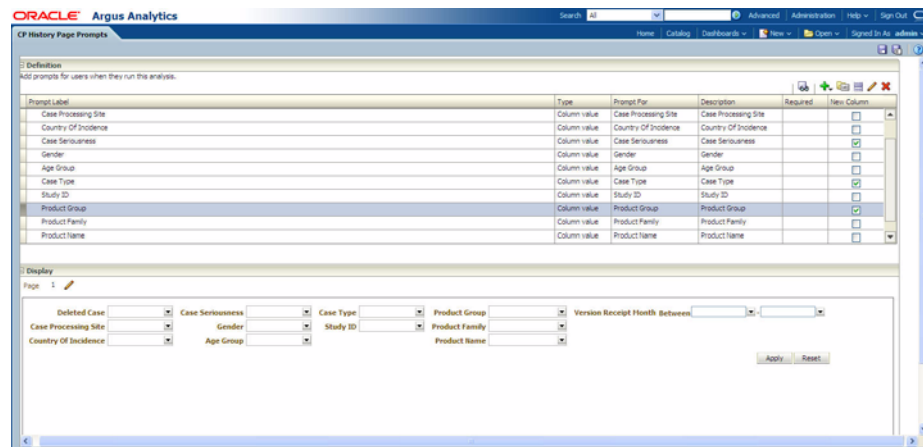 ORACLE Argus Analytics
Search All Advanced Administration Help Sign Out
CP History Page Prompts
Home Catalog Dashboards New Open Signed In As admin
Definition
Add prompts for users when they run this analysis.
Prompt Label Type Prompt For Description Required New Column
Case Processing Site Column value Case Processing Site Case Processing Site
Country Of Incidence Column value Country Of Incidence Country Of Incidence
Case Seriousness Column value Case Seriousness Case Seriousness
Gender Column value Gender Gender
Age Group Column value Age Group Age Group
Case Type Column value Case Type Case Type
Study ID Column value Study ID Study ID
Product Group Column value Product Group Product Group
Product Family Column value Product Family Product Family
Product Name Column value Product Name Product Name
Display
Page 1
Deleted Case Case Seriousness Case Type Product Group Version Receipt Month Between -
Case Processing Site Gender Study ID Product Family
Country Of Incidence Age Group Product Name
Apply Reset